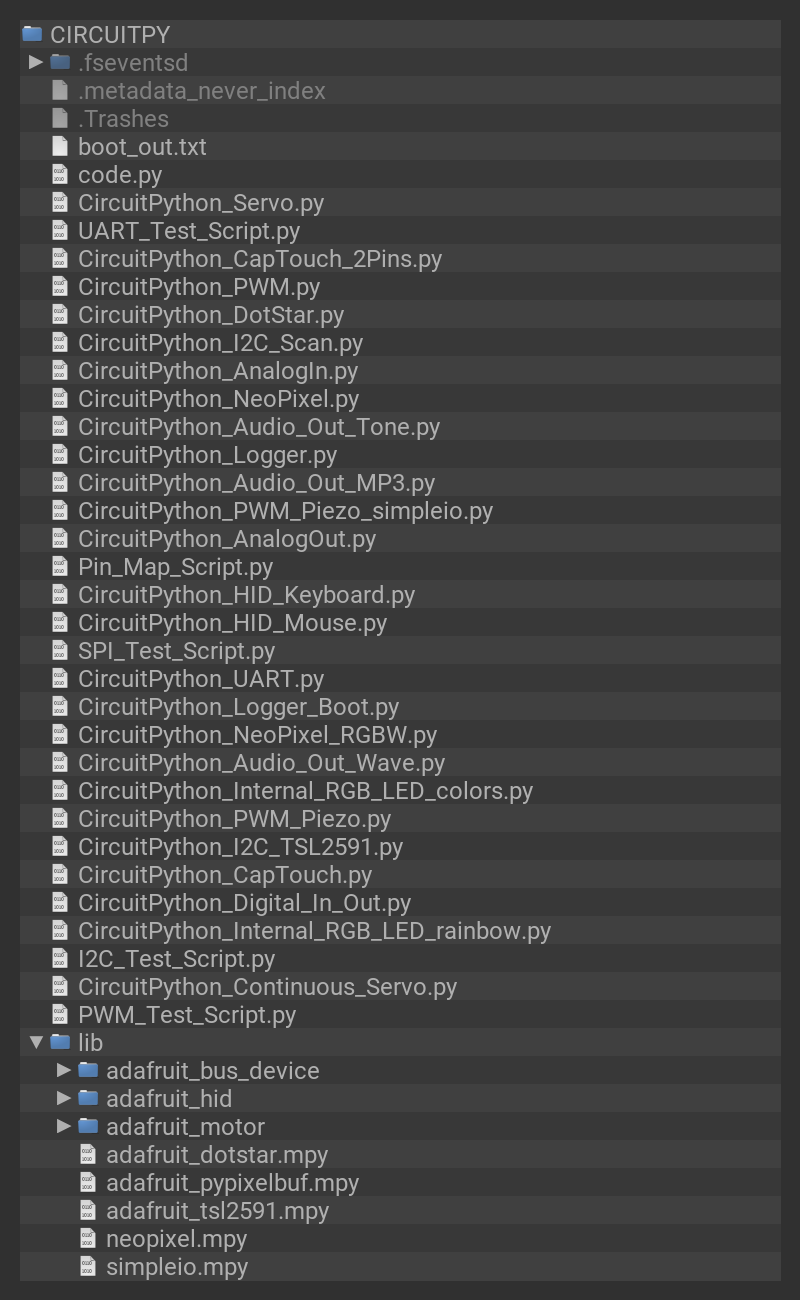 CIRCUITPY
.fseventsd
.metadata_never_index
.Trashes
boot_out.txt
code.py
CircuitPython_Servo.py
UART_Test_Script.py
CircuitPython_CapTouch_2Pins.py
CircuitPython_PWM.py
CircuitPython_DotStar.py
CircuitPython_I2C_Scan.py
CircuitPython_AnalogIn.py
CircuitPython_NeoPixel.py
CircuitPython_Audio_Out_Tone.py
CircuitPython_Logger.py
CircuitPython_Audio_Out_MP3.py
CircuitPython_PWM_Piezo_simpleio.py
CircuitPython_AnalogOut.py
Pin_Map_Script.py
CircuitPython_HID_Keyboard.py
CircuitPython_HID_Mouse.py
SPI_Test_Script.py
CircuitPython_UART.py
CircuitPython_Logger_Boot.py
CircuitPython_NeoPixel_RGBW.py
CircuitPython_Audio_Out_Wave.py
CircuitPython_Internal_RGB_LED_colors.py
CircuitPython_PWM_Piezo.py
CircuitPython_I2C_TSL2591.py
CircuitPython_CapTouch.py
CircuitPython_Digital_In_Out.py
CircuitPython_Internal_RGB_LED_rainbow.py
I2C_Test_Script.py
CircuitPython_Continuous_Servo.py
PWM_Test_Script.py
lib
adafruit_bus_device
adafruit_hid
adafruit_motor
adafruit_dotstar.mpy
adafruit_pypixelbuf.mpy
adafruit_tsl2591.mpy
neopixel.mpy
simpleio.mpy